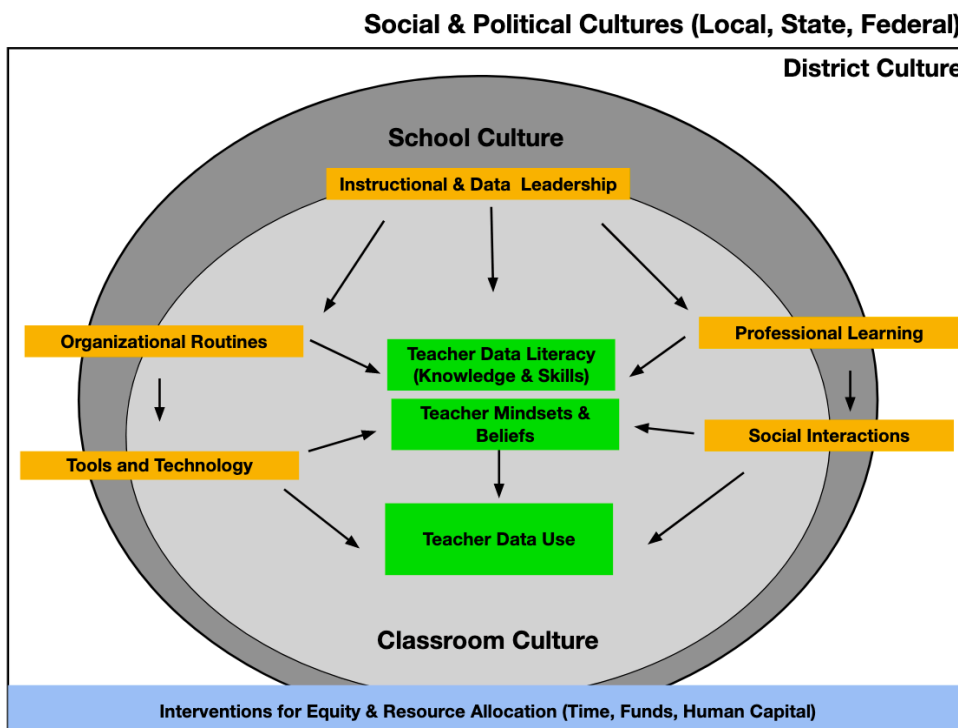 Social & Political Cultures (Local, State, Federal)
District Culture
School Culture
Instructional & Data Leadership
Organizational Routines
Professional Learning
Teacher Data Literacy
(Knowledge & Skills)
Teacher Mindsets &
Beliefs
Social Interactions
Tools and Technology
Teacher Data Use
Classroom Culture
Interventions for Equity & Resource Allocation (Time, Funds, Human Capital)